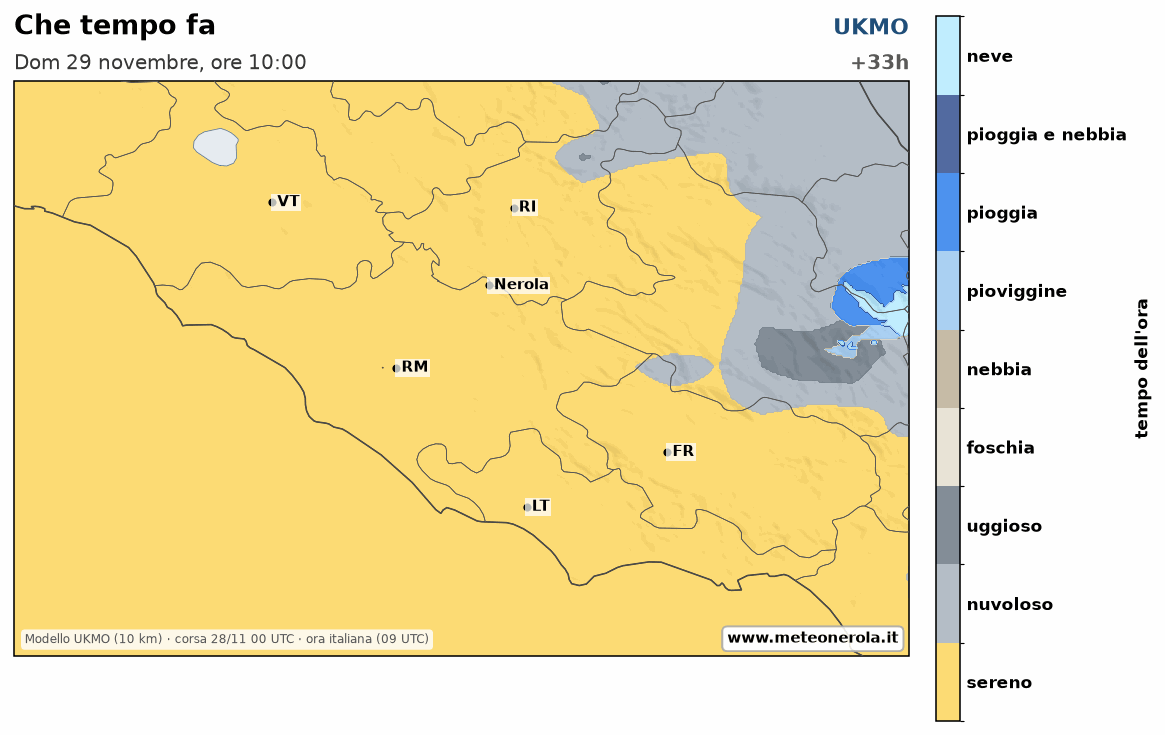 Che tempo fa
UKMO
Dom 29 novembre, ore 10:00
+33h
neve
pioggia e nebbia
pioggia
pioviggine
nebbia
foschia
uggioso
nuvoloso
sereno
tempo dell'ora
VT
RI
Nerola
RM
FR
LT
Modello UKMO (10 km) · corsa 28/11 00 UTC · ora italiana (09 UTC)
www.meteonerola.it